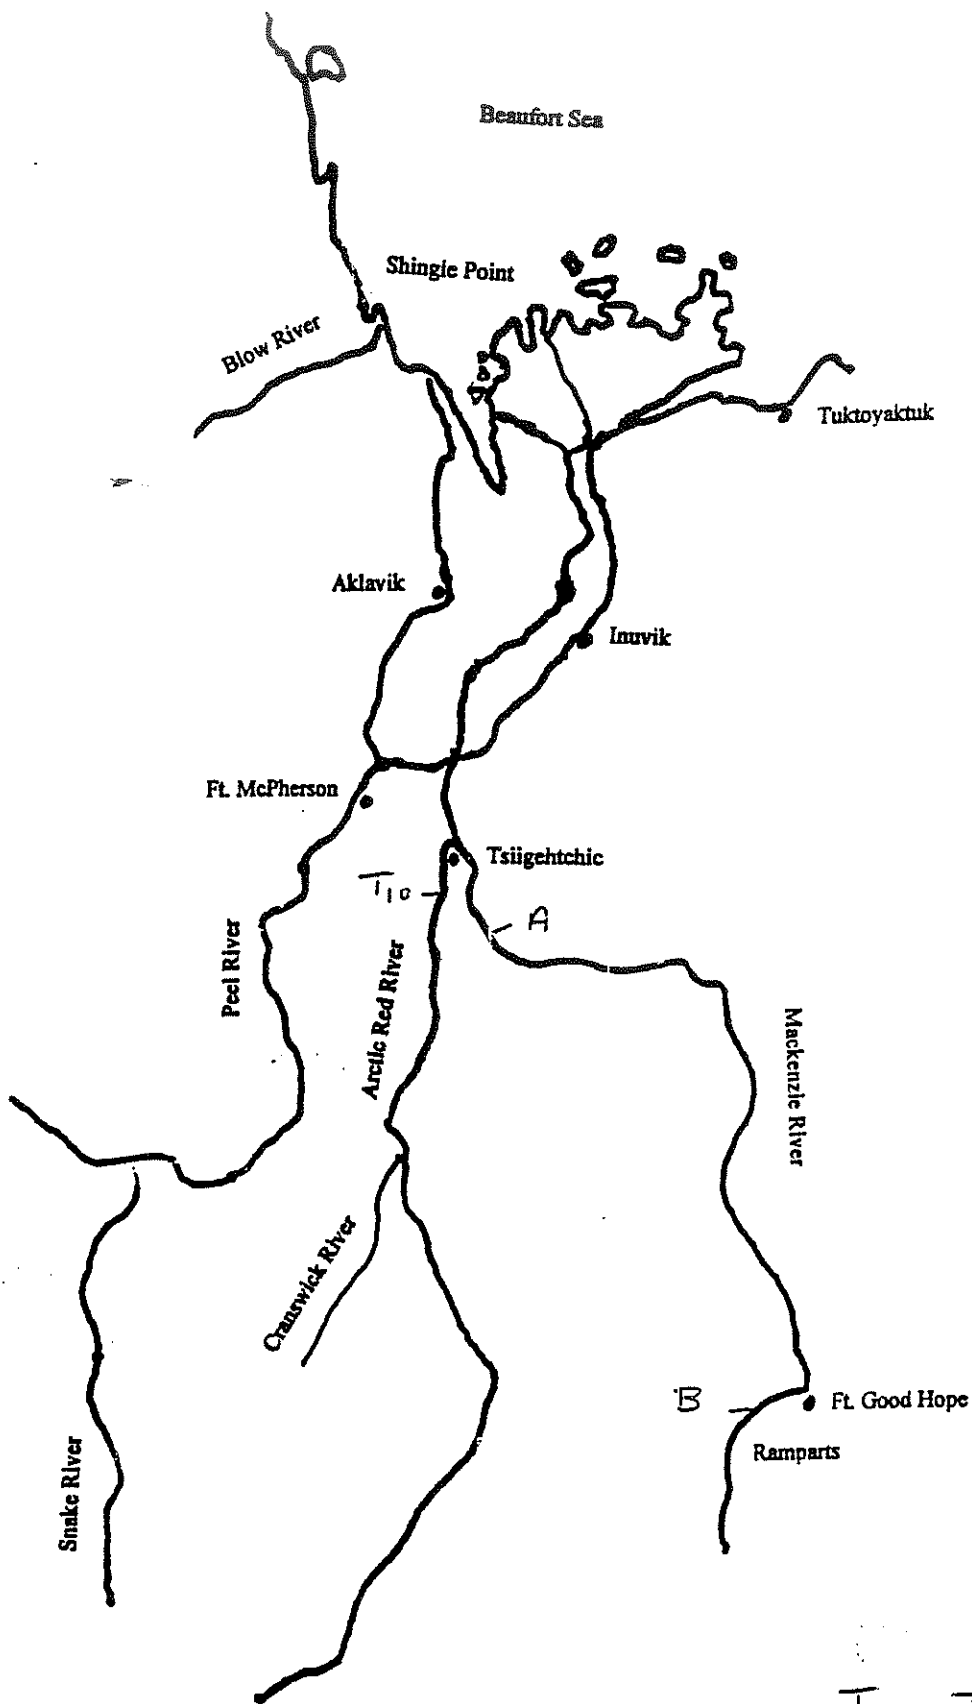 Beaufort Sea
Shingle Point
Blow River
Tuktoyaktuk
Aklavik
Inuvik
Ft. McPherson
Tsiigehtchic
T10
A
Peel River
Arctic Red River
Mackenzie River
Cranswick River
B
Ft. Good Hope
Ramparts
Snake River